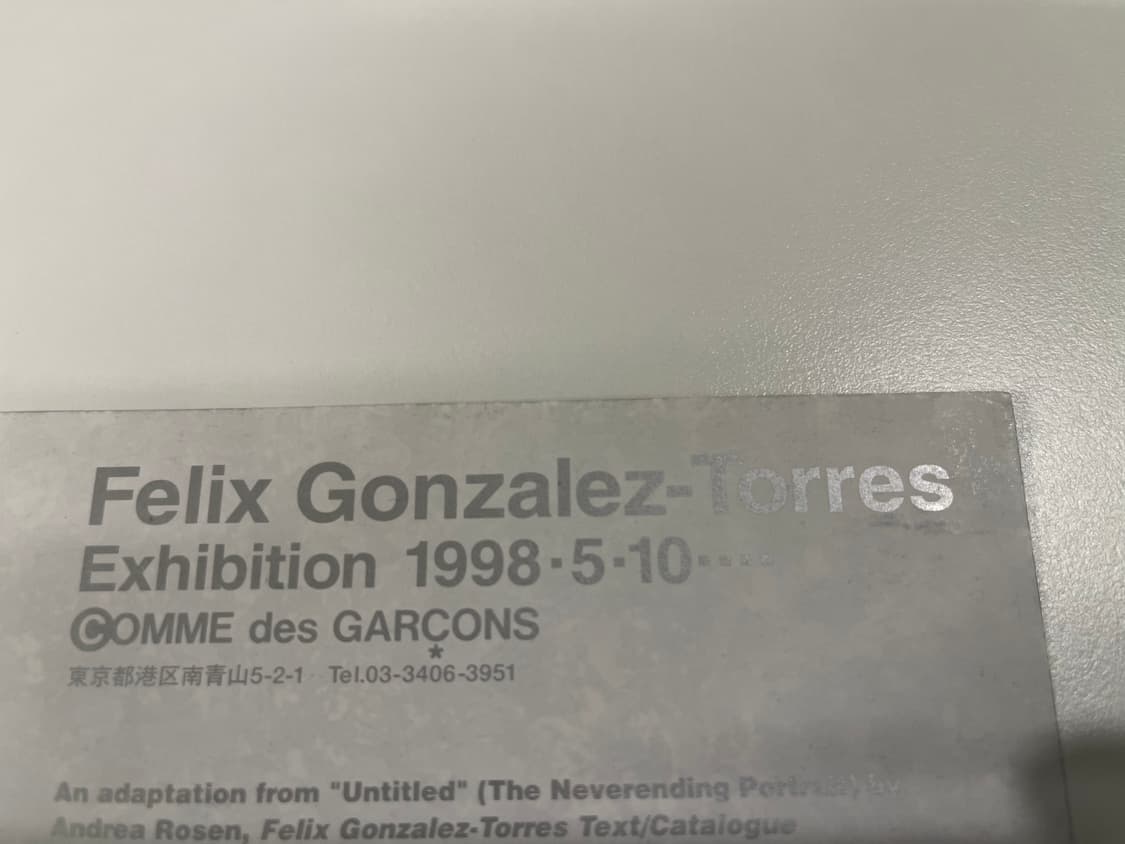 Felix Gonzalez-Torres
Exhibition 1998·5·10····
COMME des GARÇONS
*
東京都港区南青山5-2-1 Tel.03-3406-3951
An adaptation from "Untitled" (The Neverending Portrait) by
Andrea Rosen, Felix Gonzalez-Torres Text/Catalogue